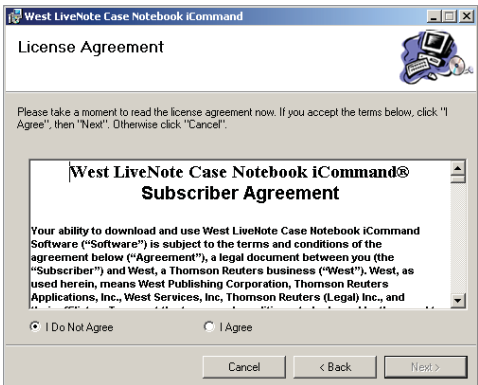 West LiveNote Case Notebook iCommand
License Agreement
Please take a moment to read the license agreement now. If you accept the terms below, click "I
Agree", then "Next". Otherwise click "Cancel".
West LiveNote Case Notebook iCommand®
Subscriber Agreement
Your ability to download and use West LiveNote Case Notebook iCommand
Software (“Software”) is subject to the terms and conditions of the
agreement below (“Agreement”), a legal document between you (the
“Subscriber”) and West, a Thomson Reuters business (“West”). West, as
used herein, means West Publishing Corporation, Thomson Reuters
Applications, Inc., West Services, Inc, Thomson Reuters (Legal) Inc., and
I Do Not Agree
I Agree
Cancel
< Back
Next >